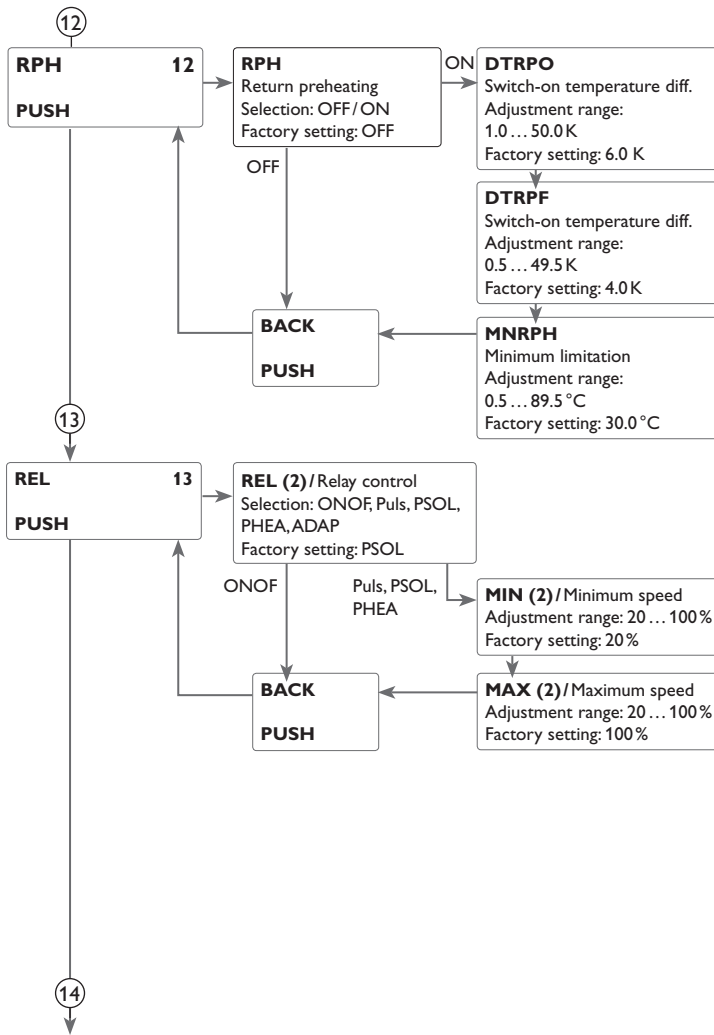 12
RPH 12
PUSH
RPH
Return preheating
Selection: OFF/ON
Factory setting: OFF
ON
OFF
DTRPO
Switch-on temperature diff.
Adjustment range:
1.0 … 50.0 K
Factory setting: 6.0 K
DTRPF
Switch-on temperature diff.
Adjustment range:
0.5 … 49.5 K
Factory setting: 4.0 K
MNRPH
Minimum limitation
Adjustment range:
0.5 … 89.5 °C
Factory setting: 30.0 °C
BACK
PUSH
13
REL 13
PUSH
REL (2)/Relay control
Selection: ONOF, Puls, PSOL,
PHEA, ADAP
Factory setting: PSOL
ONOF
Puls, PSOL,
PHEA
MIN (2)/Minimum speed
Adjustment range: 20 … 100%
Factory setting: 20%
MAX (2)/Maximum speed
Adjustment range: 20 … 100%
Factory setting: 100%
BACK
PUSH
14